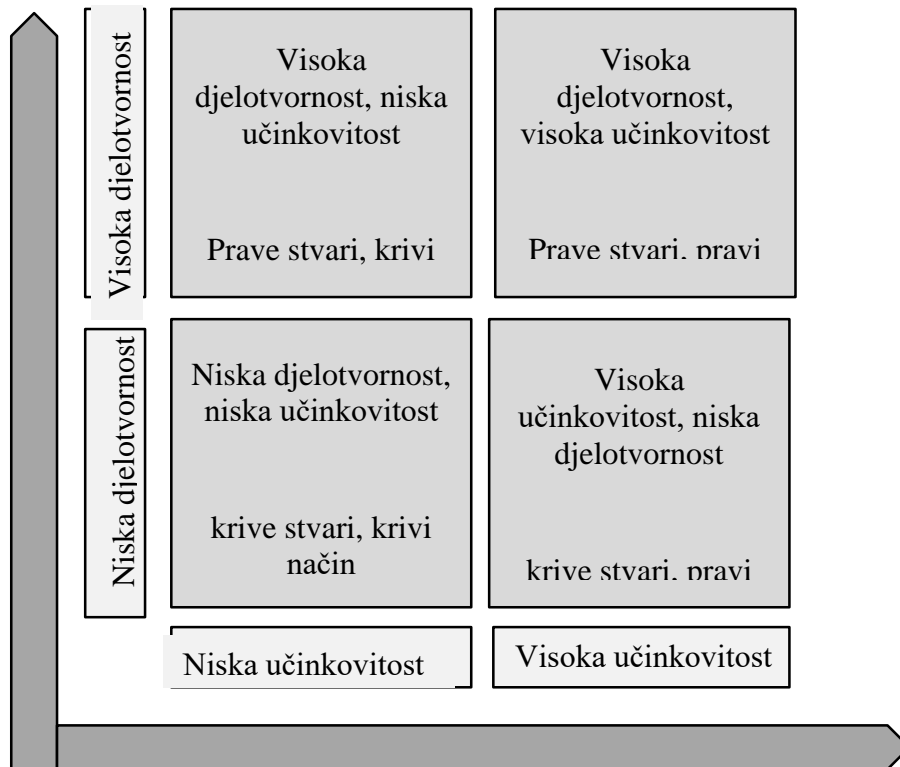 Visoka djelotvornost
Visoka
djelotvornost, niska
učinkovitost
Prave stvari, krivi
Visoka
djelotvornost,
visoka učinkovitost
Prave stvari, pravi
Niska djelotvornost
Niska djelotvornost,
niska učinkovitost
krive stvari, krivi
način
Visoka
učinkovitost, niska
djelotvornost
krive stvari, pravi
Niska učinkovitost
Visoka učinkovitost